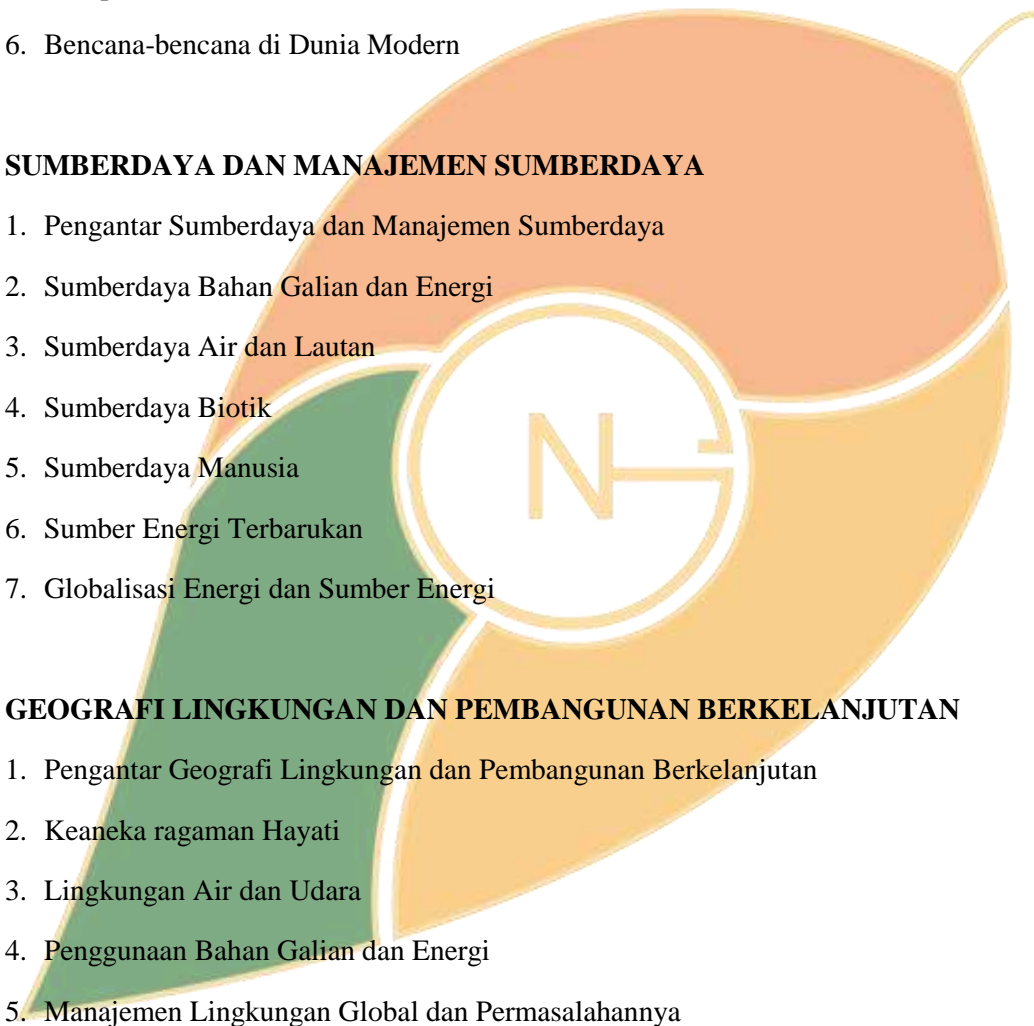 6. Bencana-bencana di Dunia Modern
SUMBERDAYA DAN MANAJEMEN SUMBERDAYA
1. Pengantar Sumberdaya dan Manajemen Sumberdaya
2. Sumberdaya Bahan Galian dan Energi
3. Sumberdaya Air dan Lautan
4. Sumberdaya Biotik
5. Sumberdaya Manusia
6. Sumber Energi Terbarukan
7. Globalisasi Energi dan Sumber Energi
NG
GEOGRAFI LINGKUNGAN DAN PEMBANGUNAN BERKELANJUTAN
1. Pengantar Geografi Lingkungan dan Pembangunan Berkelanjutan
2. Keaneka ragaman Hayati
3. Lingkungan Air dan Udara
4. Penggunaan Bahan Galian dan Energi
5. Manajemen Lingkungan Global dan Permasalahannya